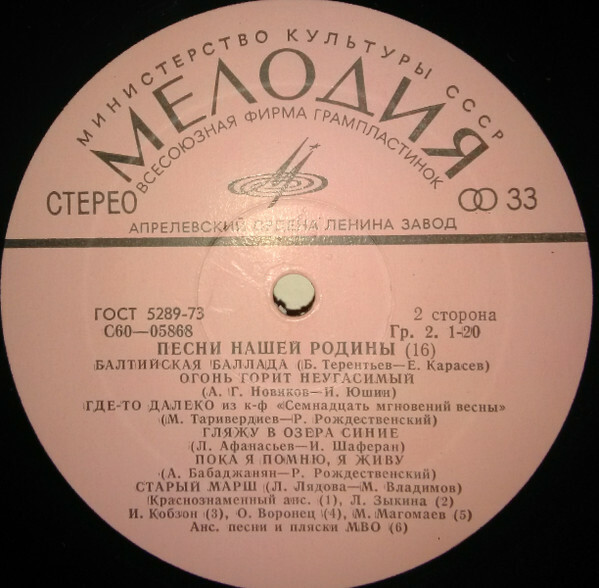 МИНИСТЕРСТВО КУЛЬТУРЫ СССР
МЕЛОДИЯ
ВСЕСОЮЗНАЯ ФИРМА ГРАМПЛАСТИНОК
СТЕРЕО
33
АПРЕЛЕВСКИЙ ОРДЕНА ЛЕНИНА ЗАВОД
ГОСТ 5289-73
2 сторона
С60—05868
Гр. 2. 1-20
ПЕСНИ НАШЕЙ РОДИНЫ (16)
БАЛТИЙСКАЯ БАЛЛАДА (Б. Терентьев—Е. Карасев)
ОГОНЬ ГОРИТ НЕУГАСИМЫЙ
(А. Г. Новиков—И. Юшин)
ГДЕ-ТО ДАЛЕКО из к-ф «Семнадцать мгновений весны»
(М. Таривердиев—Р. Рождественский)
ГЛЯЖУ В ОЗЕРА СИНИЕ
(Л. Афанасьев—И. Шаферан)
ПОКА Я ПОМНЮ, Я ЖИВУ
(А. Бабаджанян—Р. Рождественский)
СТАРЫЙ МАРШ (Л. Лядова—М. Владимов)
Краснознаменный анс. (1), Л. Зыкина (2)
И. Кобзон (3), О. Воронец (4), М. Магомаев (5)
Анс. песни и пляски МВО (6)